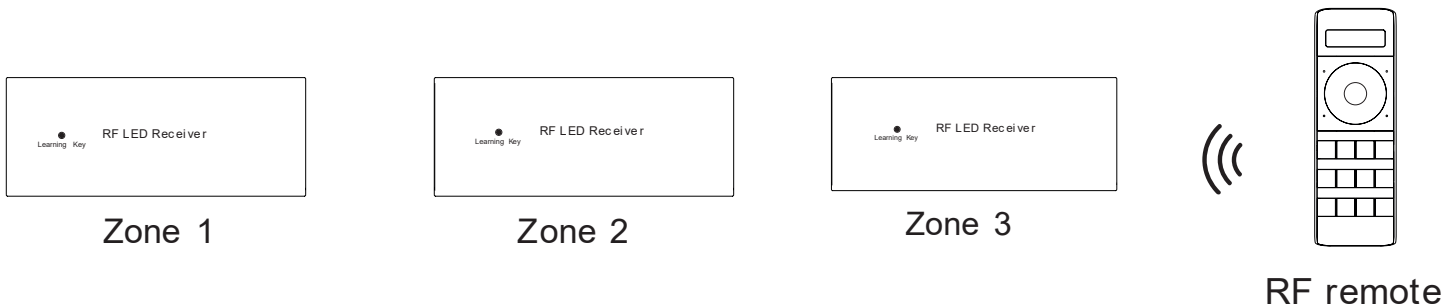 RF LED Receiver
Learning Key
Zone 1
RF LED Receiver
Learning Key
Zone 2
RF LED Receiver
Learning Key
Zone 3
RF remote